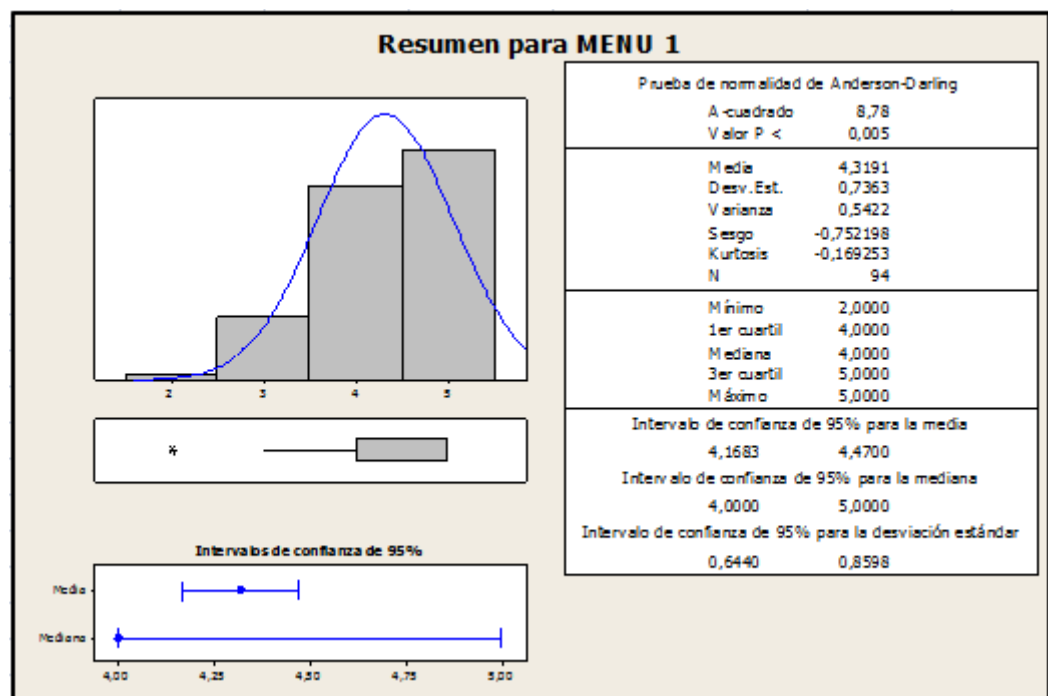 Resumen para MENU 1
2 3 4 5
*
Intervalos de confianza de 95%
Media
Mediana
4,00 4,25 4,50 4,75 5,00
Prueba de normalidad de Anderson-Darling
A-cuadrado 8,78
Valor P < 0,005
Media 4,3191
Desv.Est. 0,7363
Varianza 0,5422
Sesgo -0,752198
Kurtosis -0,169253
N 94
Mínimo 2,0000
1er cuartil 4,0000
Mediana 4,0000
3er cuartil 5,0000
Máximo 5,0000
Intervalo de confianza de 95% para la media
4,1683 4,4700
Intervalo de confianza de 95% para la mediana
4,0000 5,0000
Intervalo de confianza de 95% para la desviación estándar
0,6440 0,8598